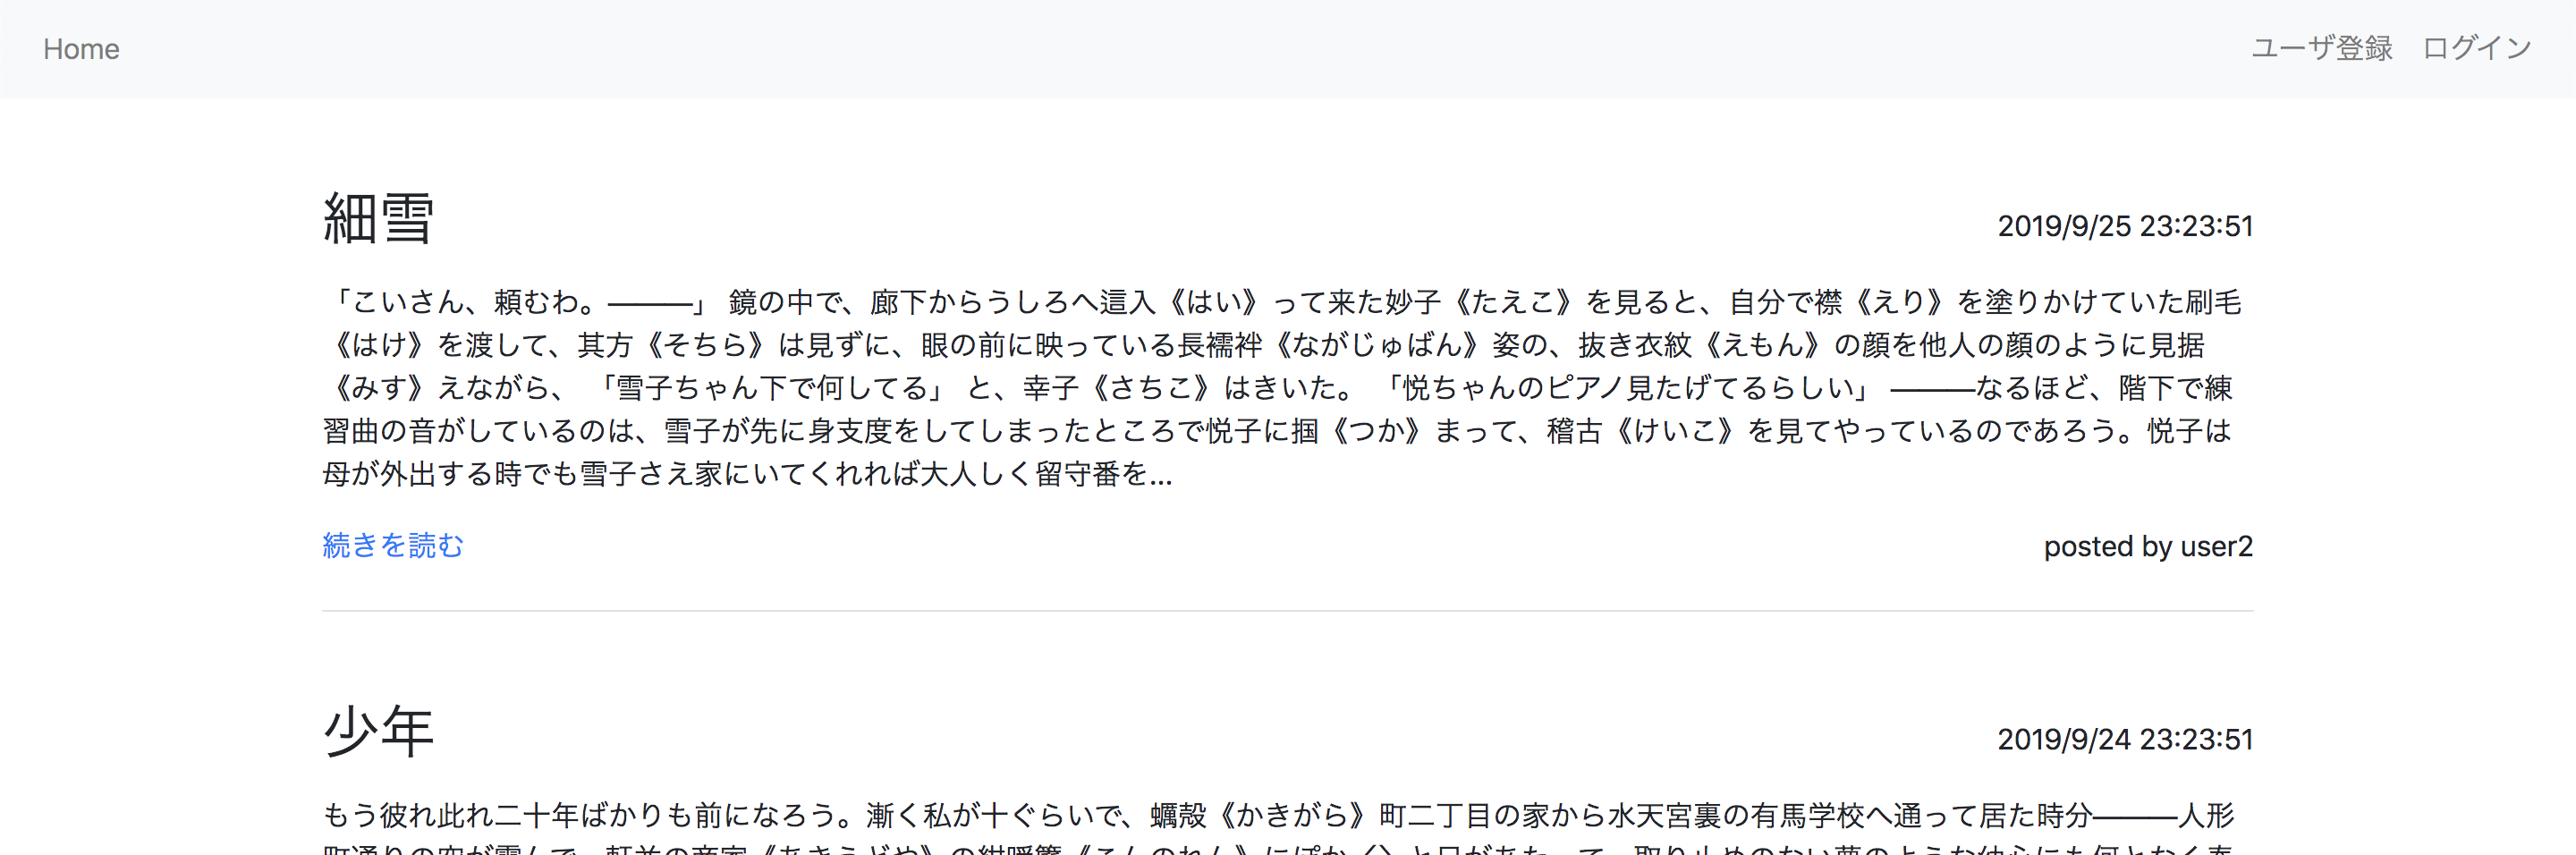 Home ユーザ登録 ログイン
細雪 2019/9/25 23:23:51
「こいさん、頼むわ。―――」 鏡の中で、廊下からうしろへ這入《はい》って来た妙子《たえこ》を見ると、自分で襟《えり》を塗りかけていた刷毛
《はけ》を渡して、其方《そちら》は見ずに、眼の前に映っている長襦袢《ながじゅばん》姿の、抜き衣紋《えもん》の顔を他人の顔のように見据
《みす》えながら、 「雪子ちゃん下で何してる」 と、幸子《さちこ》はきいた。 「悦ちゃんのピアノ見たげてるらしい」 ―――なるほど、階下で練
習曲の音がしているのは、雪子が先に身支度をしてしまったところで悦子に掴《つか》まって、稽古《けいこ》を見てやっているのであろう。悦子は
母が外出する時でも雪子さえ家にいてくれれば大人しく留守番を...
続きを読む posted by user2
少年 2019/9/24 23:23:51
もう彼れ此れ二十年ばかりも前になろう。漸く私が十ぐらいで、蠣殻《かきがら》町二丁目の家から水天宮裏の有馬学校へ通って居た時分―――人形